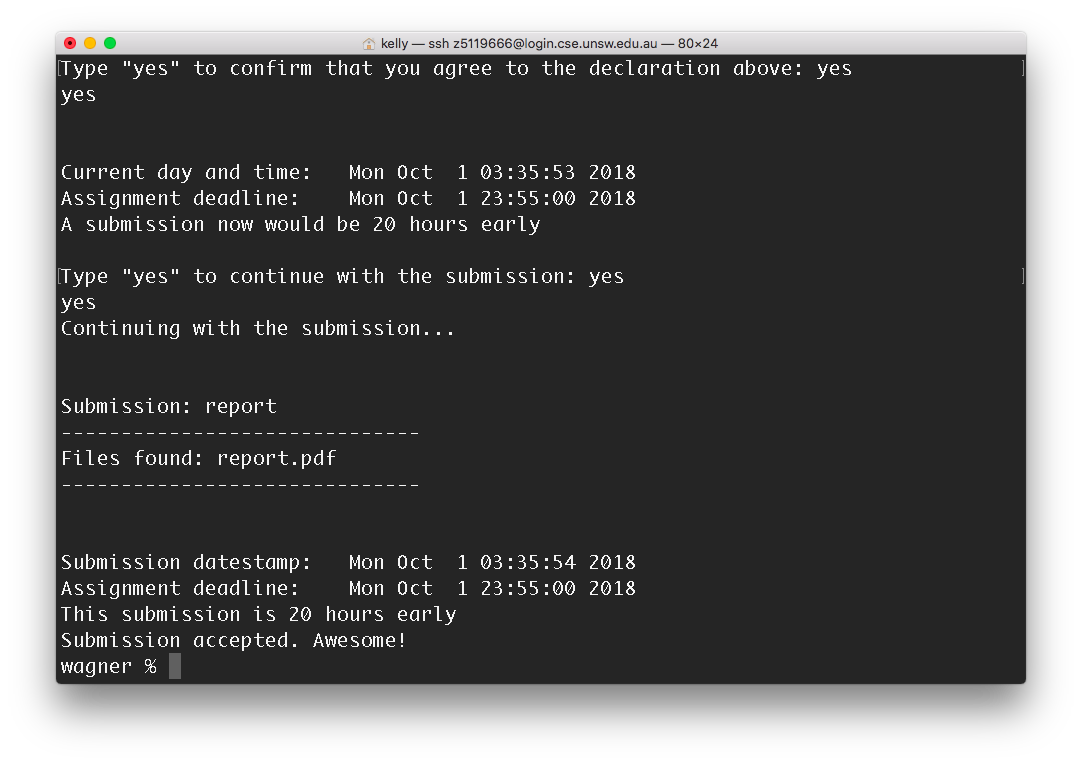 kelly — ssh z5119666@login.cse.unsw.edu.au — 80×24
[Type "yes" to confirm that you agree to the declaration above: yes ]
yes
Current day and time:   Mon Oct  1 03:35:53 2018
Assignment deadline:    Mon Oct  1 23:55:00 2018
A submission now would be 20 hours early
[Type "yes" to continue with the submission: yes ]
yes
Continuing with the submission...
Submission: report
------------------------------
Files found: report.pdf
------------------------------
Submission datestamp:   Mon Oct  1 03:35:54 2018
Assignment deadline:    Mon Oct  1 23:55:00 2018
This submission is 20 hours early
Submission accepted. Awesome!
wagner %